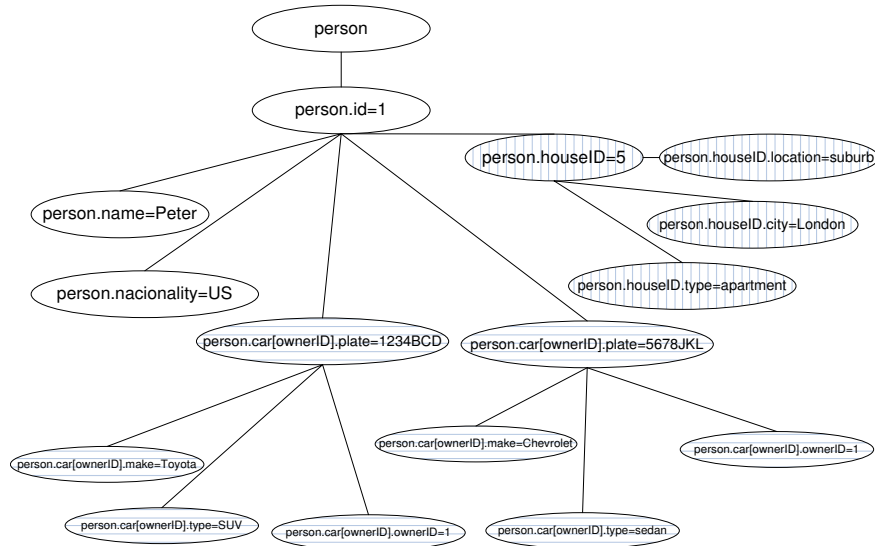 person
person.id=1
person.houseID=5
person.houseID.location=suburb
person.name=Peter
person.houseID.city=London
person.nacionality=US
person.houseID.type=apartment
person.car[ownerID].plate=1234BCD
person.car[ownerID].plate=5678JKL
person.car[ownerID].make=Toyota
person.car[ownerID].make=Chevrolet
person.car[ownerID].ownerID=1
person.car[ownerID].type=SUV
person.car[ownerID].ownerID=1
person.car[ownerID].type=sedan